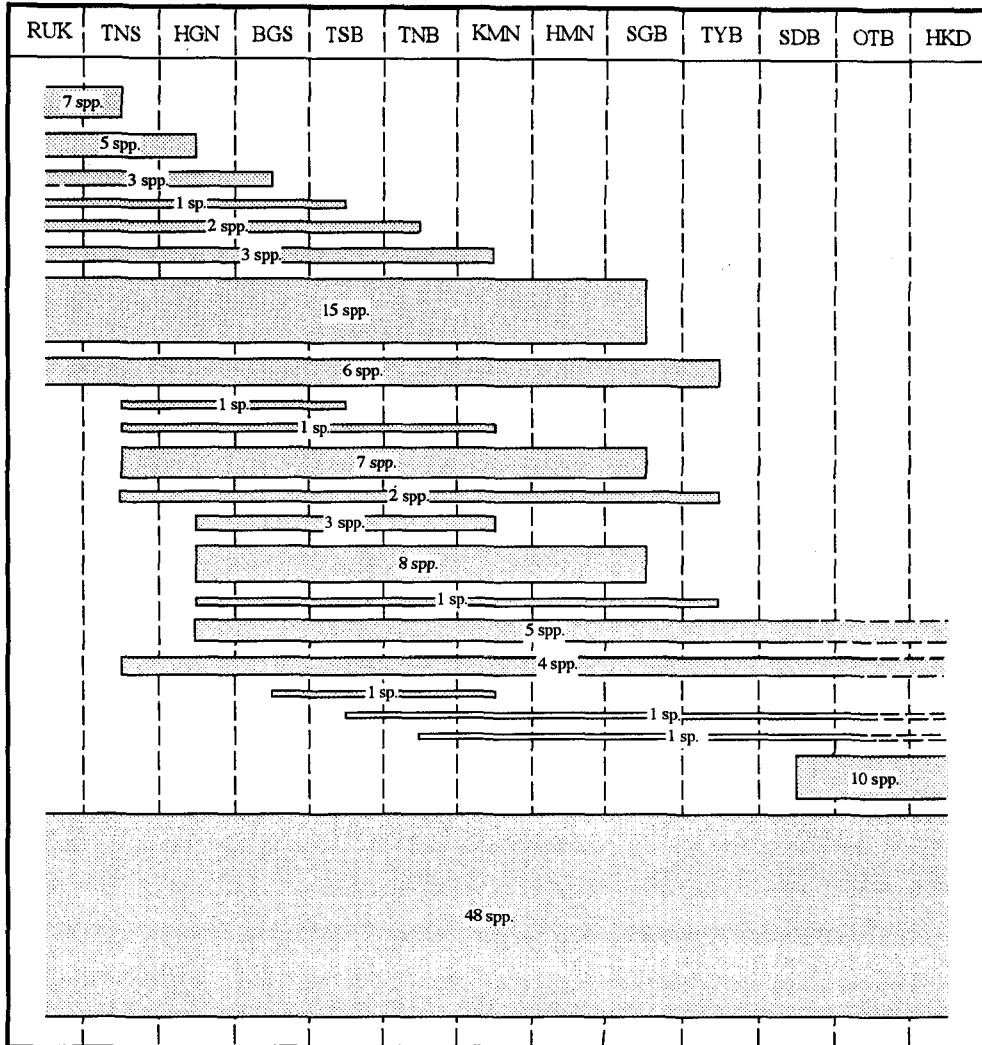 RUK TNS HGN BGS TSB TNB KMN HMN SGB TYB SDB OTB HKD
7 spp.
5 spp.
3 spp.
1 sp.
2 spp.
3 spp.
15 spp.
6 spp.
1 sp.
1 sp.
7 spp.
2 spp.
3 spp.
8 spp.
1 sp.
5 spp.
4 spp.
1 sp.
1 sp.
1 sp.
10 spp.
48 spp.